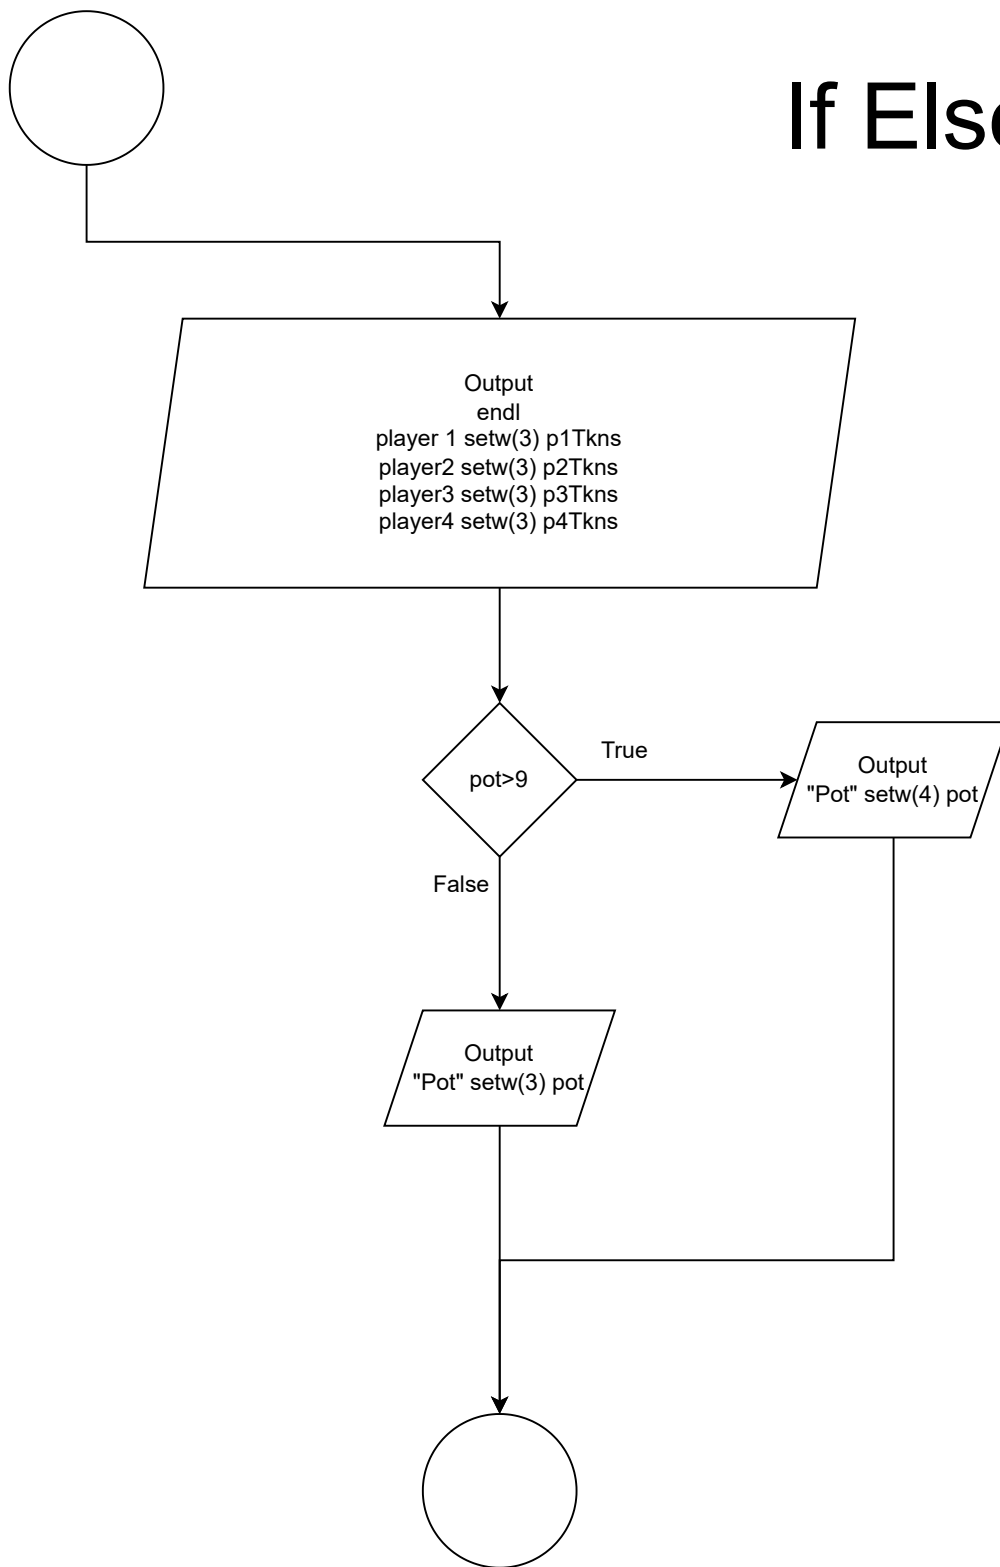 If Else
Output
endl
player 1 setw(3) p1Tkns
player2 setw(3) p2Tkns
player3 setw(3) p3Tkns
player4 setw(3) p4Tkns
pot>9
True
Output
"Pot" setw(4) pot
False
Output
"Pot" setw(3) pot